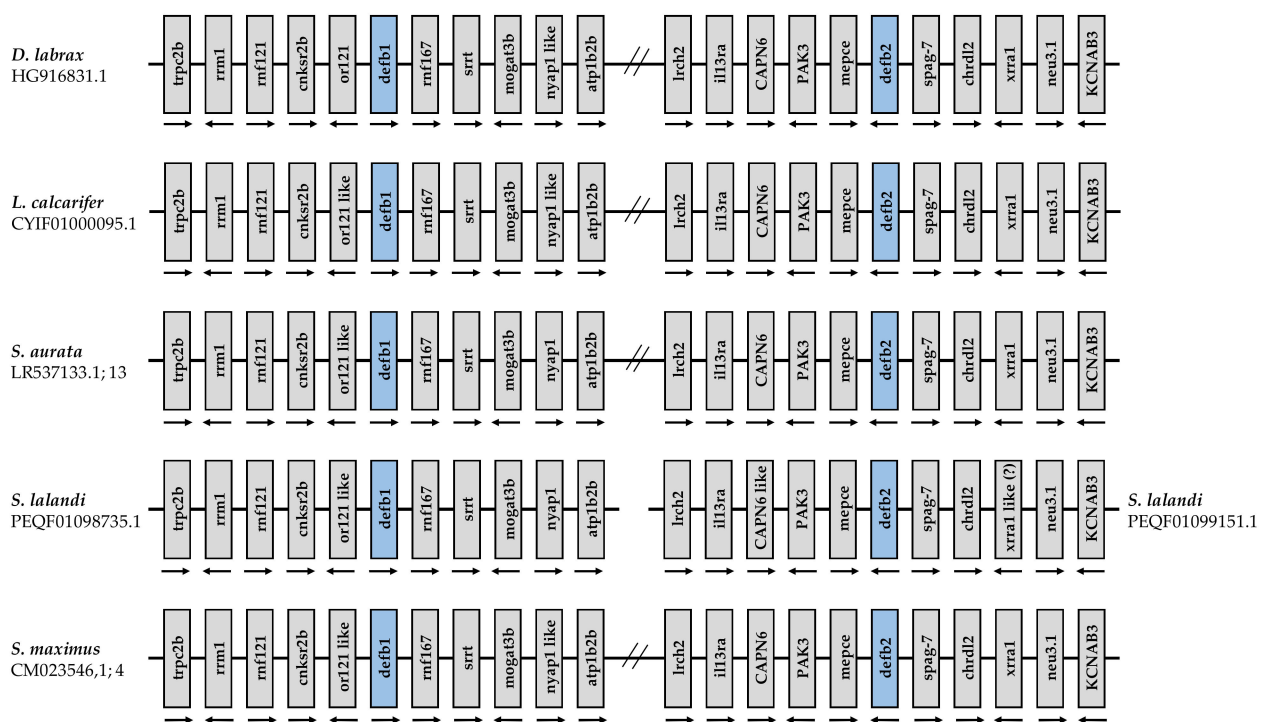 D. labrax
HG916831.1
trpc2b
rrm1
rnf121
cnksr2b
or121
defb1
rnf167
srrt
mogat3b
nyap1 like
atp1b2b
lrch2
il13ra
CAPN6
PAK3
mepce
defb2
spag-7
chrdl2
xrra1
neu3.1
KCNAB3
L. calcarifer
CYIF01000095.1
trpc2b
rrm1
rnf121
cnksr2b
or121 like
defb1
rnf167
srrt
mogat3b
nyap1 like
atp1b2b
lrch2
il13ra
CAPN6
PAK3
mepce
defb2
spag-7
chrdl2
xrra1
neu3.1
KCNAB3
S. aurata
LR537133.1; 13
trpc2b
rrm1
rnf121
cnksr2b
or121 like
defb1
rnf167
srrt
mogat3b
nyap1
atp1b2b
lrch2
il13ra
CAPN6
PAK3
mepce
defb2
spag-7
chrdl2
xrra1
neu3.1
KCNAB3
S. lalandi
PEQF01098735.1
trpc2b
rrm1
rnf121
cnksr2b
or121 like
defb1
rnf167
srrt
mogat3b
nyap1
atp1b2b
lrch2
il13ra
CAPN6 like
PAK3
mepce
defb2
spag-7
chrdl2
xrra1 like (?)
neu3.1
KCNAB3
S. lalandi
PEQF01099151.1
S. maximus
CM023546,1; 4
trpc2b
rrm1
rnf121
cnksr2b
or121 like
defb1
rnf167
srrt
mogat3b
nyap1 like
atp1b2b
lrch2
il13ra
CAPN6
PAK3
mepce
defb2
spag-7
chrdl2
xrra1
neu3.1
KCNAB3